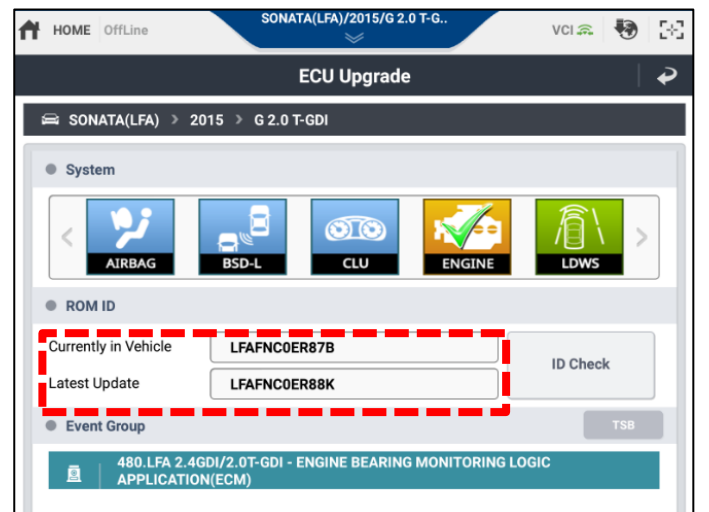 HOME OffLine SONATA(LFA)/2015/G 2.0 T-G.. VCI
ECU Upgrade
SONATA(LFA) > 2015 > G 2.0 T-GDI
System
< AIRBAG BSD-L CLU ENGINE LDWS >
ROM ID
Currently in Vehicle LFAFNC0ER87B
ID Check
Latest Update LFAFNC0ER88K
Event Group TSB
480.LFA 2.4GDI/2.0T-GDI - ENGINE BEARING MONITORING LOGIC
APPLICATION(ECM)